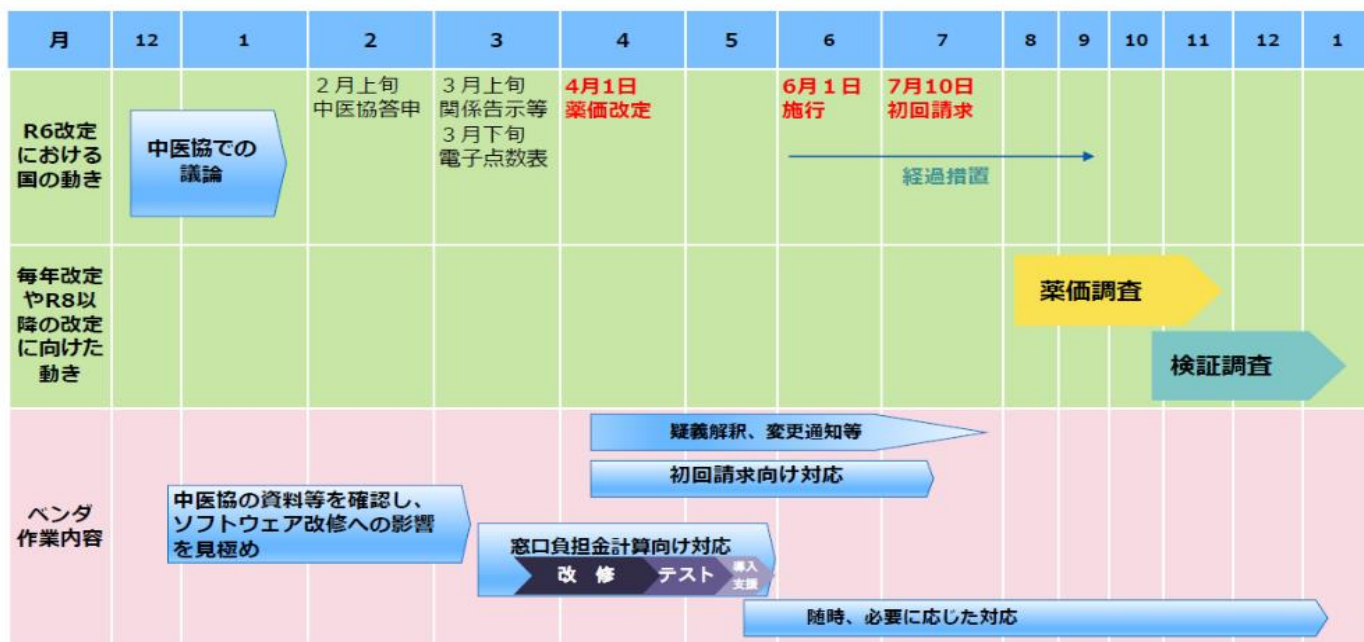 月 12 1 2 3 4 5 6 7 8 9 10 11 12 1
R6改定
における
国の動き
中医協での
議論
2月上旬
中医協答申
3月上旬
関係告示等
3月下旬
電子点数表
4月1日
薬価改定
6月1日
施行
7月10日
初回請求
経過措置
毎年改定
やR8以
降の改定
に向けた
動き
薬価調査
検証調査
ベンダ
作業内容
疑義解釈、変更通知等
初回請求向け対応
中医協の資料等を確認し、
ソフトウェア改修への影響
を見極め
窓口負担金計算向け対応
改 修
テスト
導入
支援
随時、必要に応じた対応